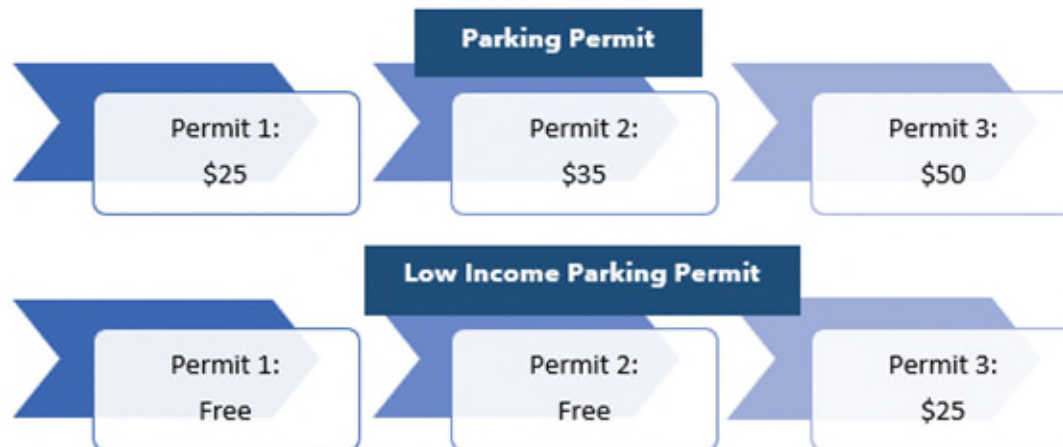 Parking Permit
Permit 1:
$25
Permit 2:
$35
Permit 3:
$50
Low Income Parking Permit
Permit 1:
Free
Permit 2:
Free
Permit 3:
$25